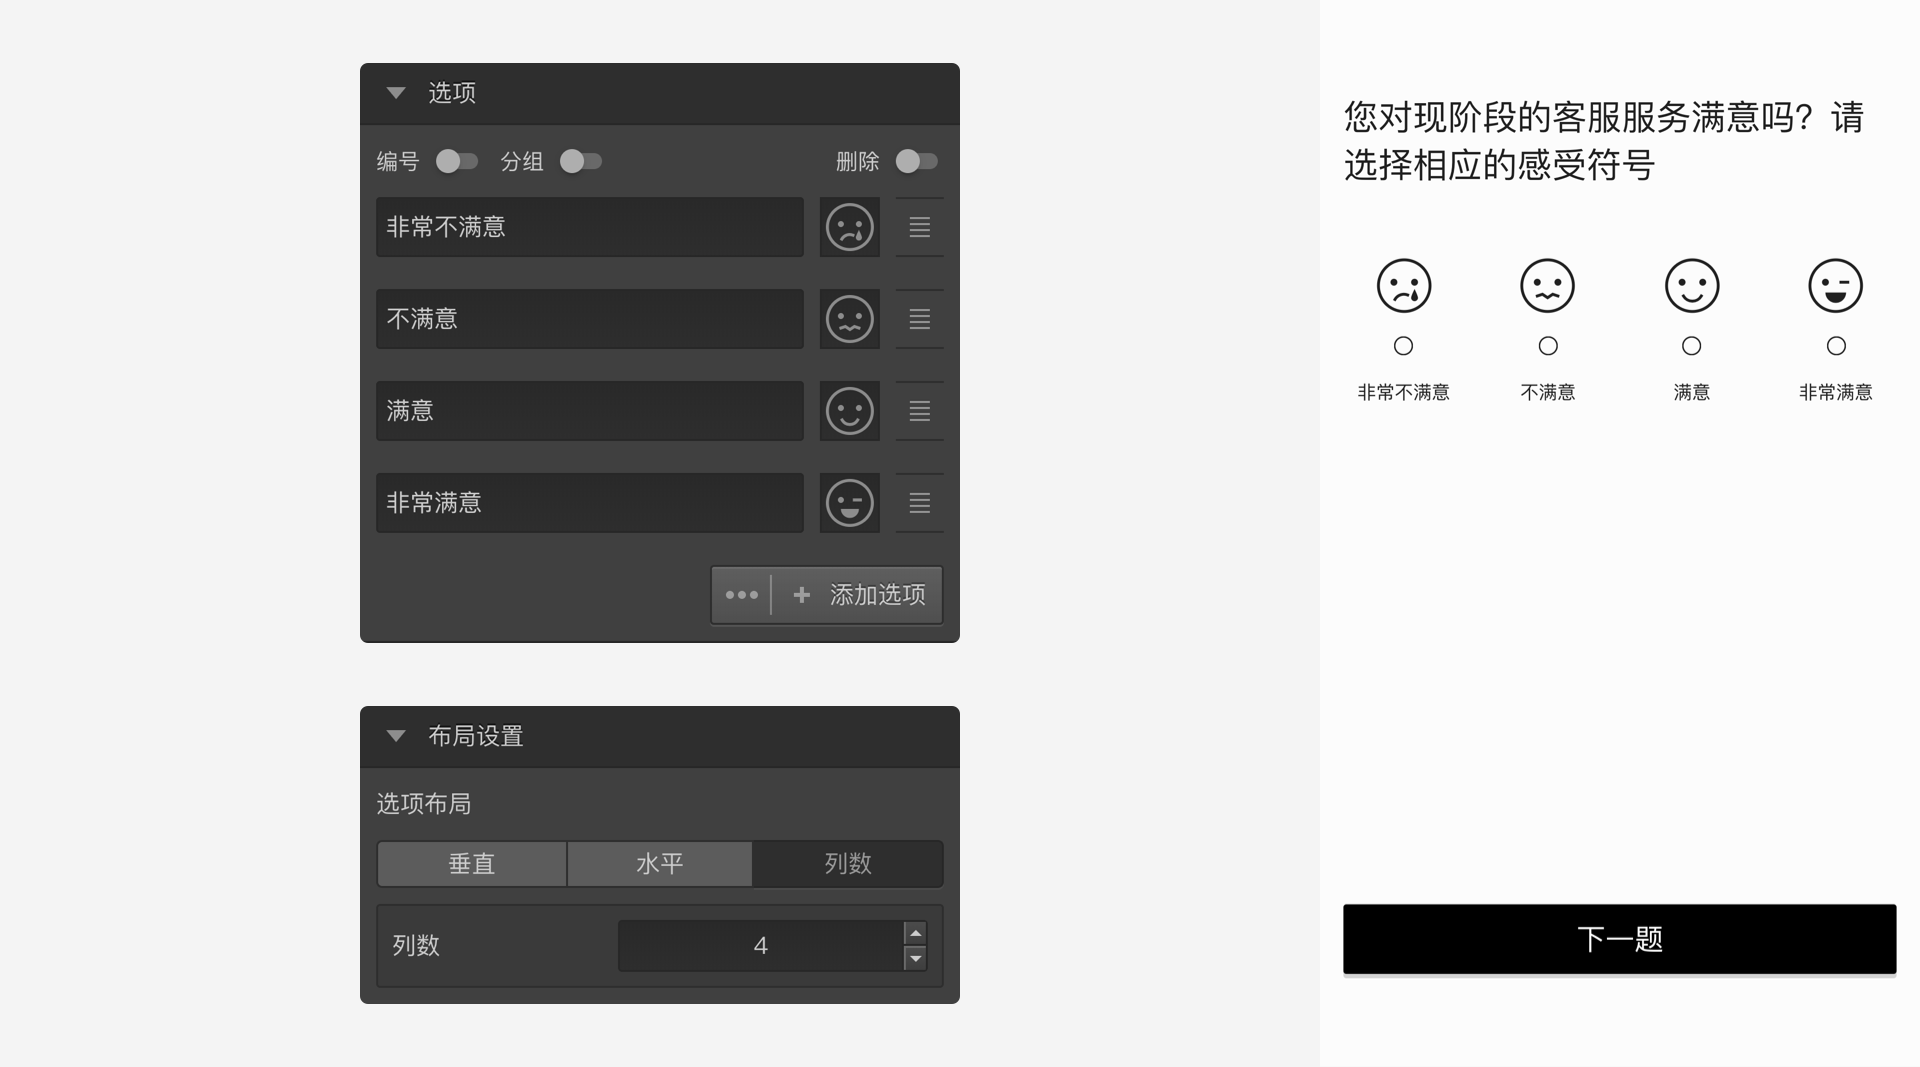 选项
编号 分组 删除
非常不满意
不满意
满意
非常满意
添加选项
布局设置
选项布局
垂直 水平 列数
列数 4
您对现阶段的客服服务满意吗？请
选择相应的感受符号
非常不满意 不满意 满意 非常满意
下一题